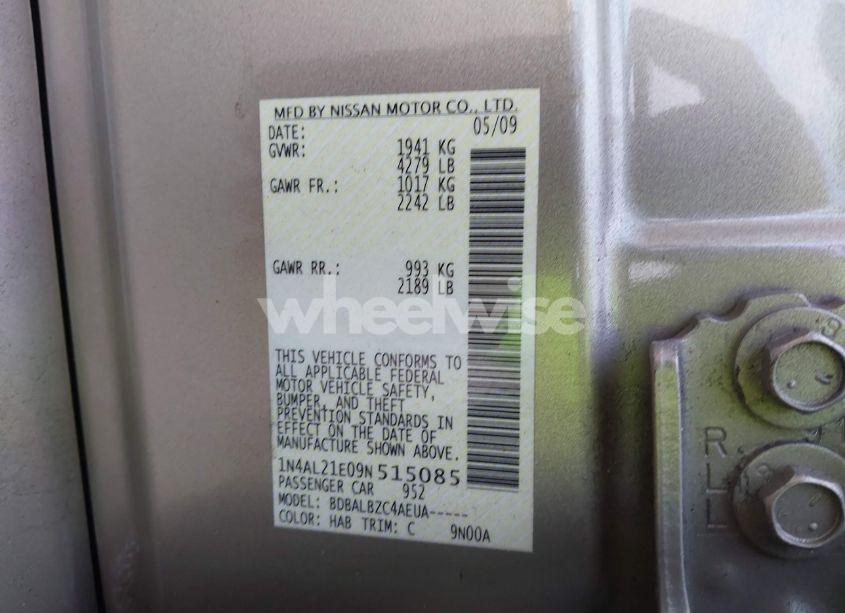 MFD BY NISSAN MOTOR CO., LTD.
DATE: 05/09
GVWR: 1941 KG
4279 LB
GAWR FR.: 1017 KG
2242 LB
GAWR RR.: 993 KG
2189 LB
wheelwise
THIS VEHICLE CONFORMS TO
ALL APPLICABLE FEDERAL
MOTOR VEHICLE SAFETY,
BUMPER, AND THEFT
PREVENTION STANDARDS IN
EFFECT ON THE DATE OF
MANUFACTURE SHOWN ABOVE.
1N4AL21E09N515085
PASSENGER CAR 952
MODEL: BDBALBZC4AEUA-----
COLOR: HAB TRIM: C 9N00A
R.
L
L